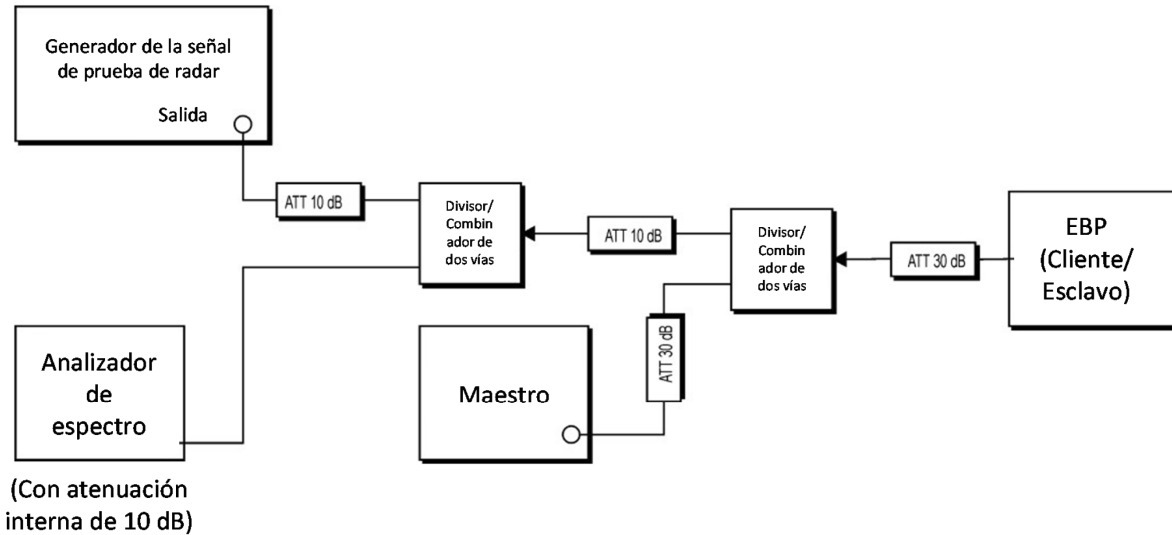 Generador de la señal
de prueba de radar
Salida
ATT 10 dB
Divisor/
Combin
ador de
dos vías
ATT 10 dB
Divisor/
Combin
ador de
dos vías
ATT 30 dB
EBP
(Cliente/
Esclavo)
ATT 30 dB
Analizador
de
espectro
Maestro
(Con atenuación
interna de 10 dB)